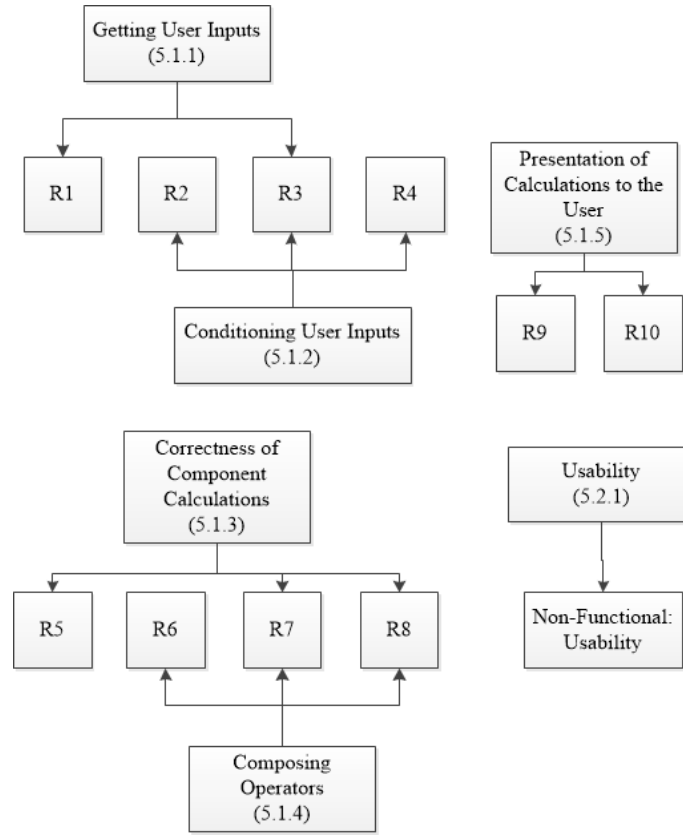 Getting User Inputs
(5.1.1)
R1
R2
R3
R4
Presentation of
Calculations to the
User
(5.1.5)
Conditioning User Inputs
(5.1.2)
R9
R10
Correctness of
Component
Calculations
(5.1.3)
Usability
(5.2.1)
R5
R6
R7
R8
Non-Functional:
Usability
Composing
Operators
(5.1.4)